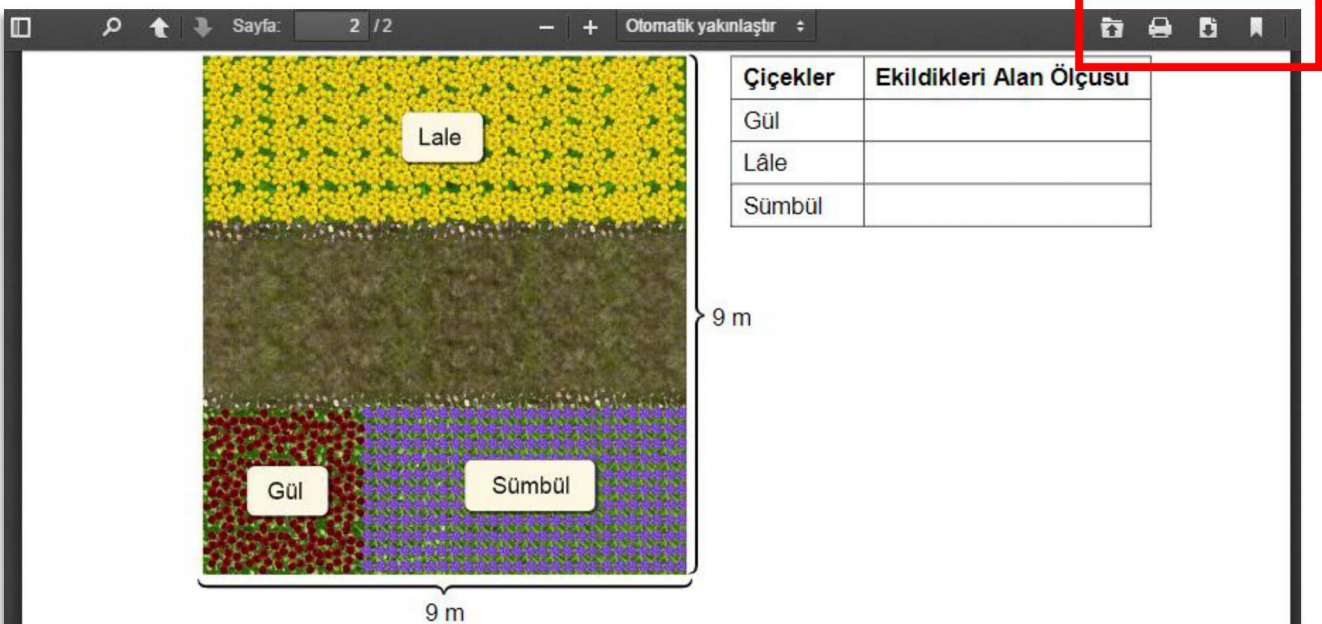 Sayfa: 2 / 2 Otomatik yakınlaştır
Çiçekler Ekildikleri Alan Ölçüsü
Gül
Lâle
Sümbül
Lale
9 m
Gül
Sümbül
9 m